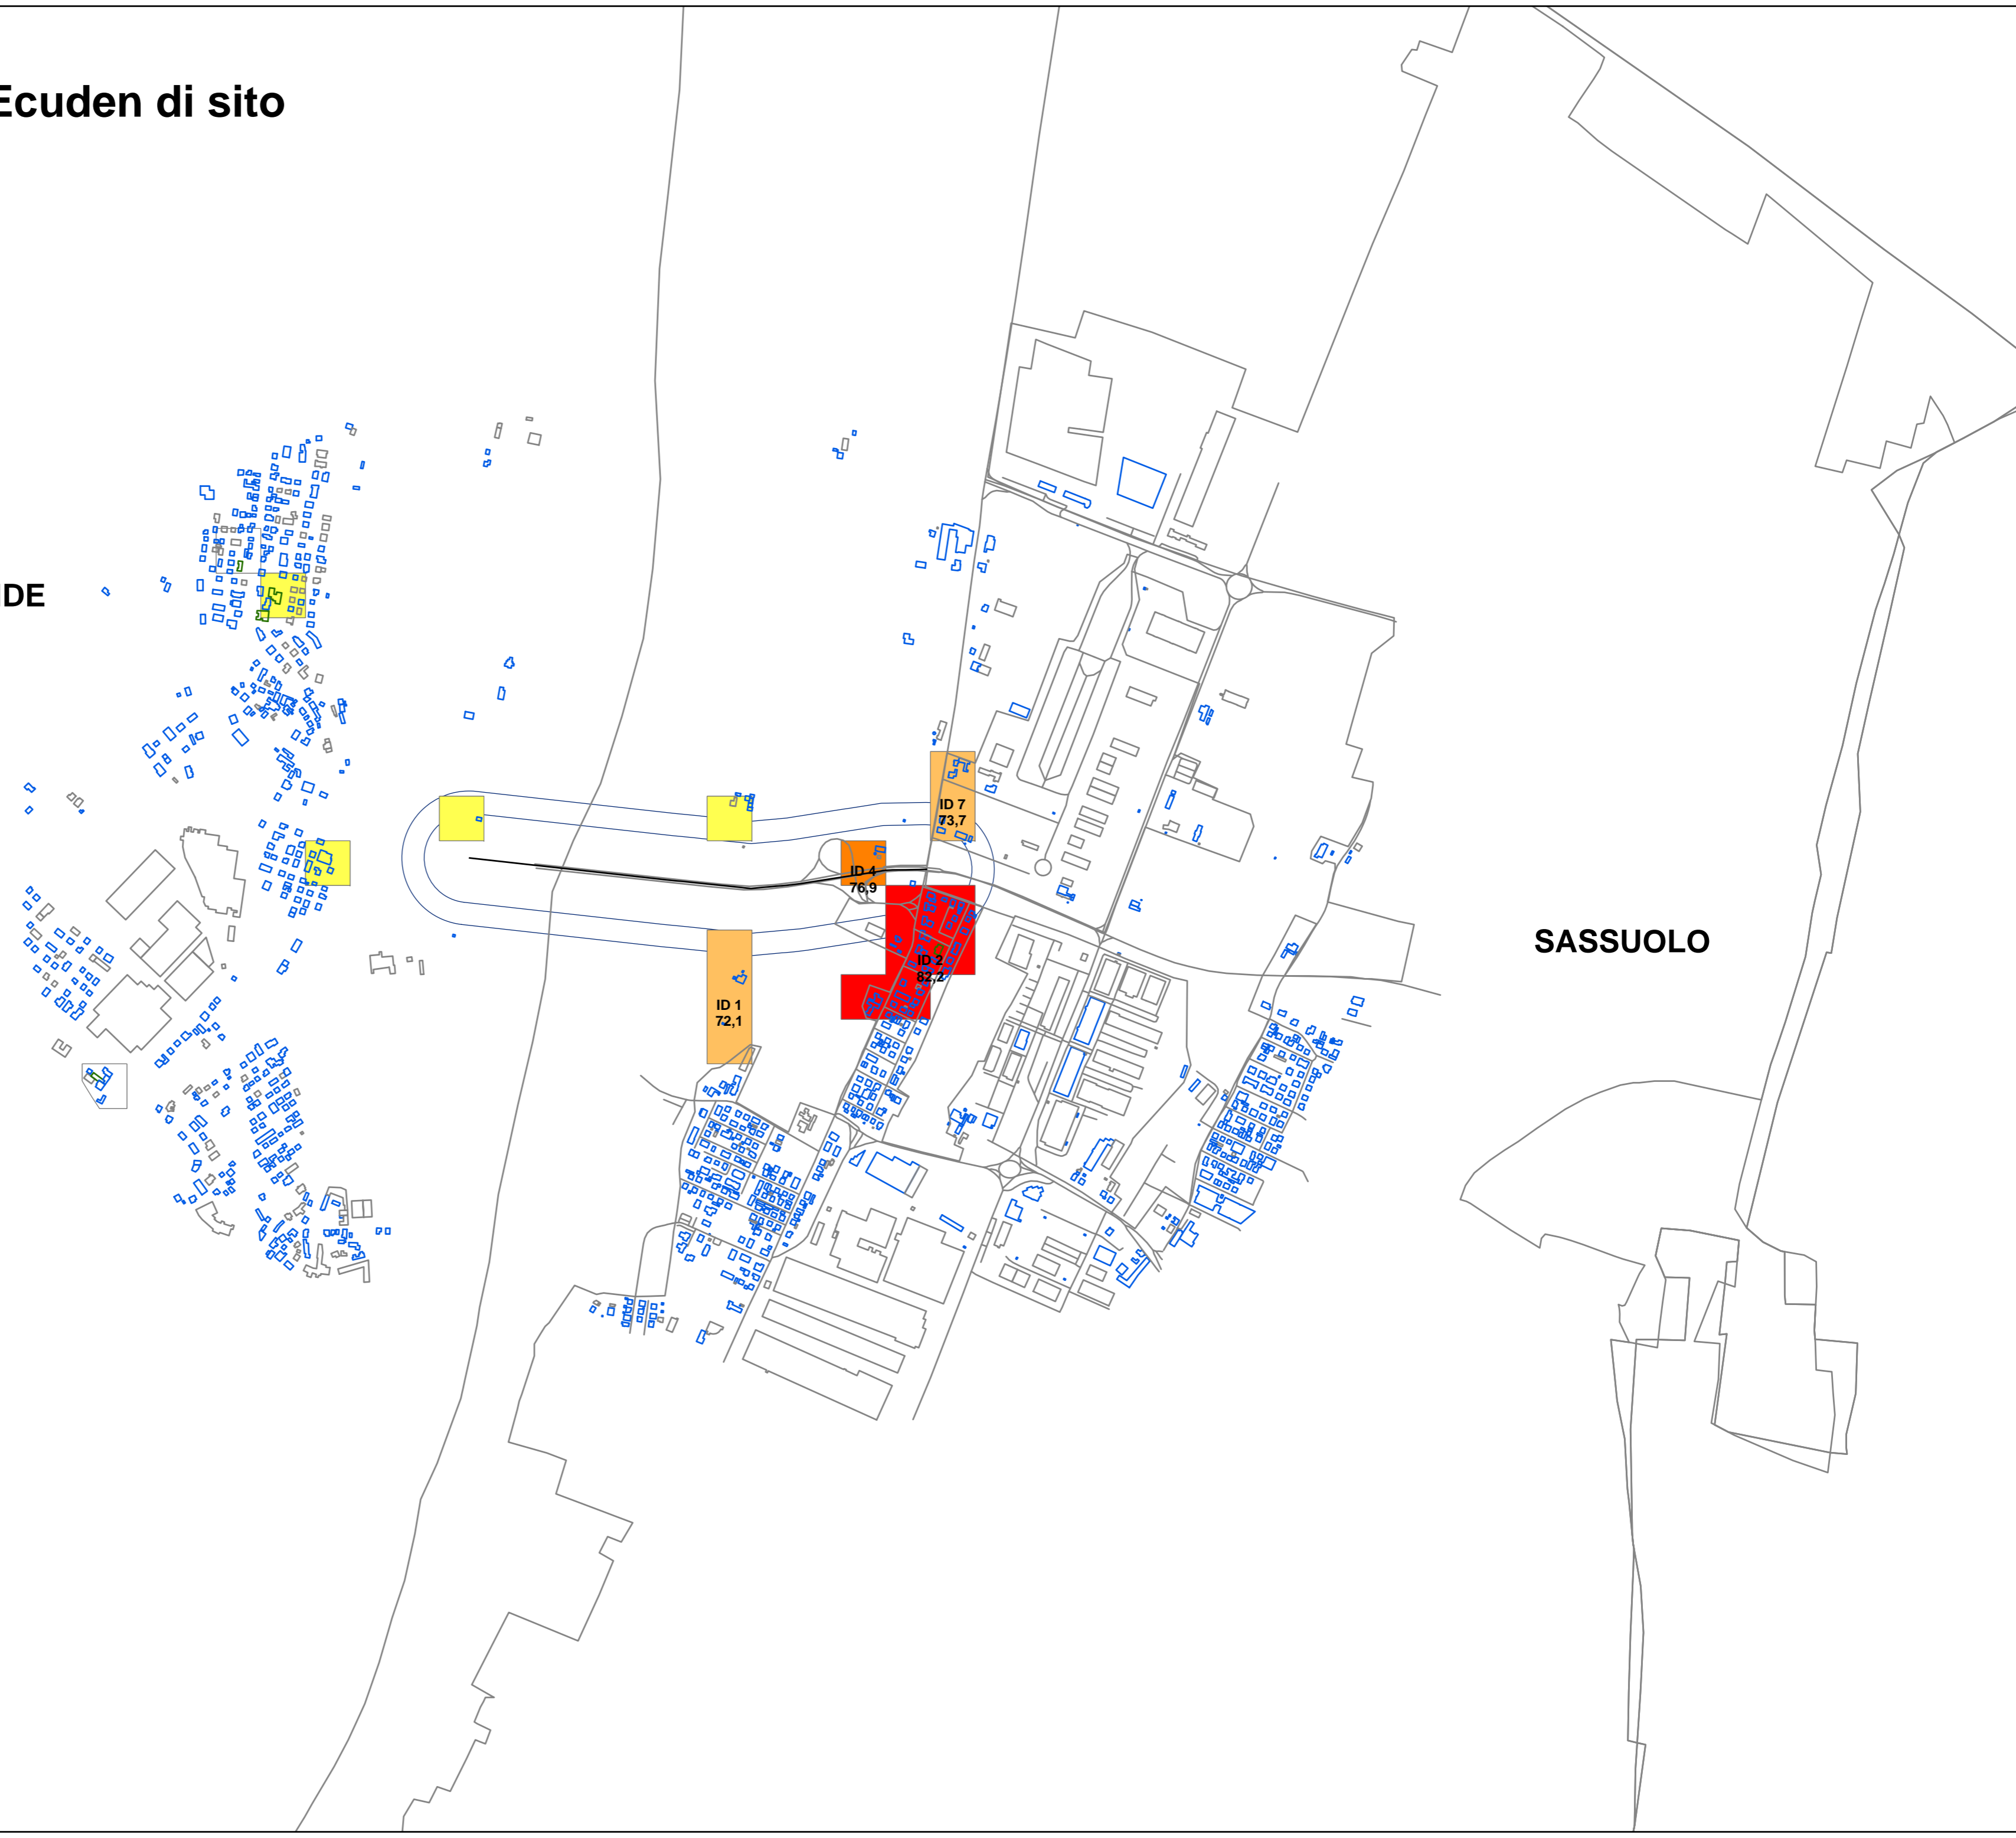 Ecuden di sito
IDE
ID 7
73,7
ID 4
76,9
SASSUOLO
ID 2
82,2
ID 1
72,1